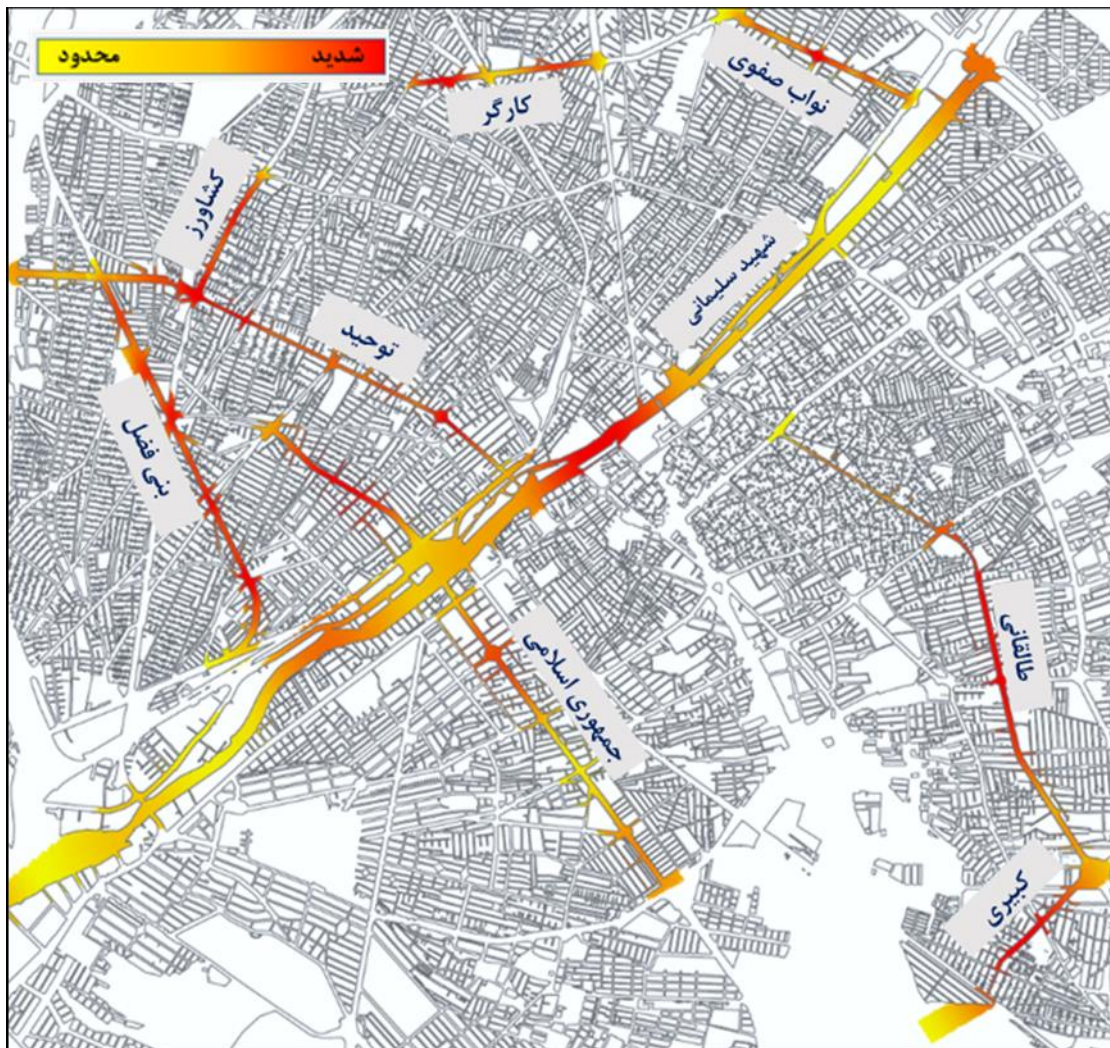 محدود شدید
نواب صفوی
کارگر
کشاورز
شهید سلیمانی
توحید
بنی فضل
طالقانی
جمهوری اسلامی
کبیری